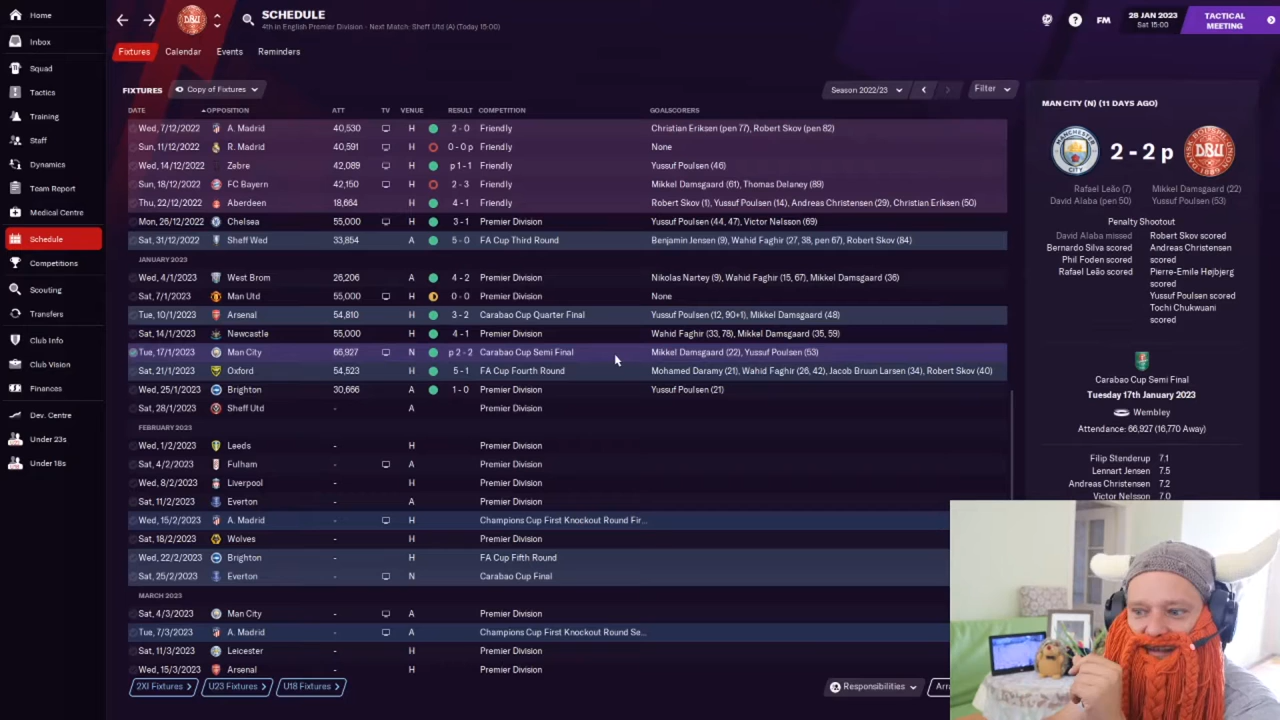 Home
Inbox
Squad
Tactics
Training
Staff
Dynamics
Team Report
Medical Centre
Schedule
Competitions
Scouting
Transfers
Club Info
Club Vision
Finances
Dev. Centre
Under 23s
Under 18s
DBU
SCHEDULE
4th in English Premier Division - Next Match: Sheff Utd (A) (Today 15:00)
FM
28 JAN 2023
Sat 15:00
TACTICAL MEETING
Fixtures Calendar Events Reminders
FIXTURES Copy of Fixtures Season 2022/23 Filter
DATE OPPOSITION ATT TV VENUE RESULT COMPETITION GOALSCORERS
Wed, 7/12/2022 A. Madrid 40,530 H 2 - 0 Friendly Christian Eriksen (pen 77), Robert Skov (pen 82)
Sun, 11/12/2022 R. Madrid 40,591 H 0 - 0 p Friendly None
Wed, 14/12/2022 Zebre 42,089 H p 1 - 1 Friendly Yussuf Poulsen (46)
Sun, 18/12/2022 FC Bayern 42,150 H 2 - 3 Friendly Mikkel Damsgaard (61), Thomas Delaney (89)
Thu, 22/12/2022 Aberdeen 18,664 H 4 - 1 Friendly Robert Skov (1), Yussuf Poulsen (14), Andreas Christensen (29), Christian Eriksen (50)
Mon, 26/12/2022 Chelsea 55,000 H 3 - 1 Premier Division Yussuf Poulsen (44, 47), Victor Nelsson (69)
Sat, 31/12/2022 Sheff Wed 33,854 A 5 - 0 FA Cup Third Round Benjamin Jensen (9), Wahid Faghir (27, 38, pen 67), Robert Skov (84)
JANUARY 2023
Wed, 4/1/2023 West Brom 26,206 A 4 - 2 Premier Division Nikolas Nartey (9), Wahid Faghir (15, 67), Mikkel Damsgaard (36)
Sat, 7/1/2023 Man Utd 55,000 H 0 - 0 Premier Division None
Tue, 10/1/2023 Arsenal 54,810 H 3 - 2 Carabao Cup Quarter Final Yussuf Poulsen (12, 90+1), Mikkel Damsgaard (48)
Sat, 14/1/2023 Newcastle 55,000 H 4 - 1 Premier Division Wahid Faghir (33, 78), Mikkel Damsgaard (35, 59)
Tue, 17/1/2023 Man City 66,927 N p 2 - 2 Carabao Cup Semi Final Mikkel Damsgaard (22), Yussuf Poulsen (53)
Sat, 21/1/2023 Oxford 54,523 H 5 - 1 FA Cup Fourth Round Mohamed Daramy (21), Wahid Faghir (26, 42), Jacob Bruun Larsen (34), Robert Skov (40)
Wed, 25/1/2023 Brighton 30,666 A 1 - 0 Premier Division Yussuf Poulsen (21)
Sat, 28/1/2023 Sheff Utd - A Premier Division
FEBRUARY 2023
Wed, 1/2/2023 Leeds - H Premier Division
Sat, 4/2/2023 Fulham - A Premier Division
Wed, 8/2/2023 Liverpool - H Premier Division
Sat, 11/2/2023 Everton - A Premier Division
Wed, 15/2/2023 A. Madrid - H Champions Cup First Knockout Round Fir...
Sat, 18/2/2023 Wolves - H Premier Division
Wed, 22/2/2023 Brighton - H FA Cup Fifth Round
Sat, 25/2/2023 Everton - N Carabao Cup Final
MARCH 2023
Sat, 4/3/2023 Man City - A Premier Division
Tue, 7/3/2023 A. Madrid - A Champions Cup First Knockout Round Se...
Sat, 11/3/2023 Leicester - H Premier Division
Wed, 15/3/2023 Arsenal - H Premier Division
2XI Fixtures U23 Fixtures U18 Fixtures Responsibilities
MAN CITY (N) (11 DAYS AGO)
MANCHESTER CITY 2 - 2 p DBU
Rafael Leão (7) Mikkel Damsgaard (22)
David Alaba (pen 50) Yussuf Poulsen (53)
Penalty Shootout
David Alaba missed Robert Skov scored
Bernardo Silva scored Andreas Christensen scored
Phil Foden scored Pierre-Emile Højbjerg scored
Rafael Leão scored Yussuf Poulsen scored
Tochi Chukwuani scored
Carabao Cup Semi Final
Tuesday 17th January 2023
Wembley
Attendance: 66,927 (16,770 Away)
Filip Stenderup 7.1
Lennart Jensen 7.5
Andreas Christensen 7.2
Victor Nelsson 7.0